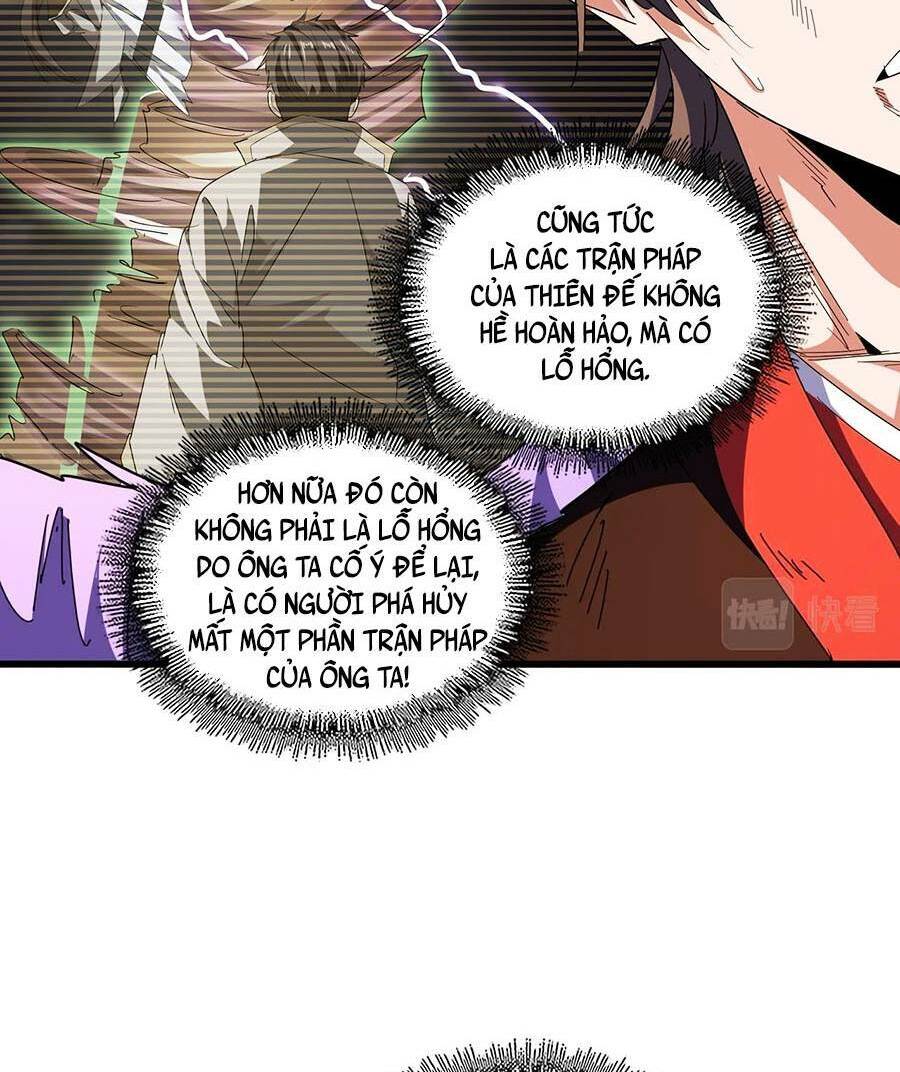 CŨNG TỨC
LÀ CÁC TRẬN PHÁP
CỦA THIÊN ĐẾ KHÔNG
HỀ HOÀN HẢO, MÀ CÓ
LỖ HỔNG.
HƠN NỮA ĐÓ CÒN
KHÔNG PHẢI LÀ LỖ HỔNG
DO ÔNG TA CỐ Ý ĐỂ LẠI,
LÀ CÓ NGƯỜI PHÁ HỦY
MẤT MỘT PHẦN TRẬN PHÁP
CỦA ÔNG TA!
快看! 快看